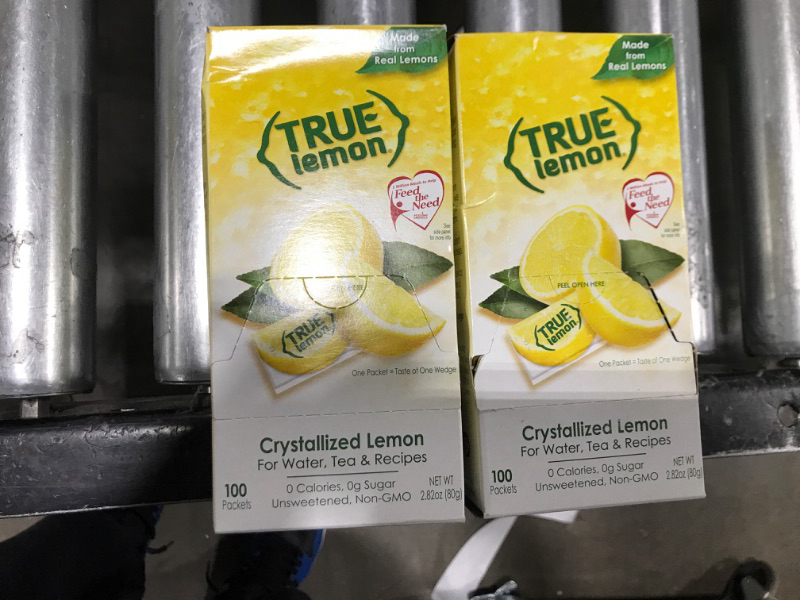 Made
from
Real Lemons
TRUE
lemon
Feed
the
Need
One Packet = Taste of One Wedge
TRUE
lemon
Crystallized Lemon
For Water, Tea & Recipes
0 Calories, 0g Sugar
Unsweetened, Non-GMO
100
Packets
NET WT
2.82oz (80g)
Made
from
Real Lemons
TRUE
lemon
Feed
the
Need
PEEL OPEN HERE
TRUE
lemon
One Packet = Taste of One Wedge
Crystallized Lemon
For Water, Tea & Recipes
0 Calories, 0g Sugar
Unsweetened, Non-GMO
100
Packets
NET WT
2.82oz (80g)